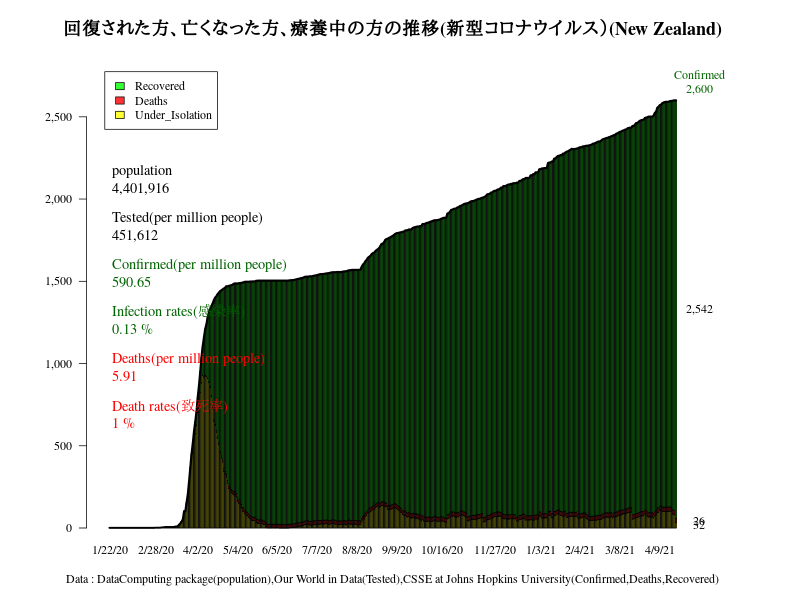 回復された方、亡くなった方、療養中の方の推移(新型コロナウイルス）(New Zealand)
Confirmed
2,600
Recovered
Deaths
Under_Isolation
2,500
population
4,401,916
2,000
Tested(per million people)
451,612
Confirmed(per million people)
590.65
1,500
Infection rates(感染率)
0.13 %
2,542
1,000
Deaths(per million people)
5.91
Death rates(致死率)
1 %
500
0
26
32
1/22/20 2/28/20 4/2/20 5/4/20 6/5/20 7/7/20 8/8/20 9/9/20 10/16/20 11/27/20 1/3/21 2/4/21 3/8/21 4/9/21
Data : DataComputing package(population),Our World in Data(Tested),CSSE at Johns Hopkins University(Confirmed,Deaths,Recovered)